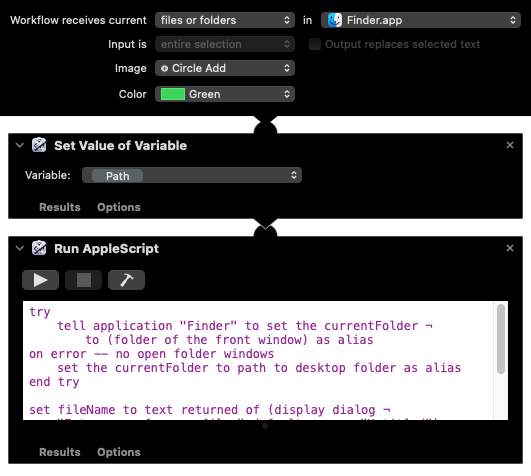 Workflow receives current files or folders in Finder.app
Input is entire selection Output replaces selected text
Image Circle Add
Color Green
Set Value of Variable
Variable: Path
Results Options
Run AppleScript
try
tell application "Finder" to set the currentFolder ¬
to (folder of the front window) as alias
on error -- no open folder windows
set the currentFolder to path to desktop folder as alias
end try
set fileName to text returned of (display dialog ¬
Results Options